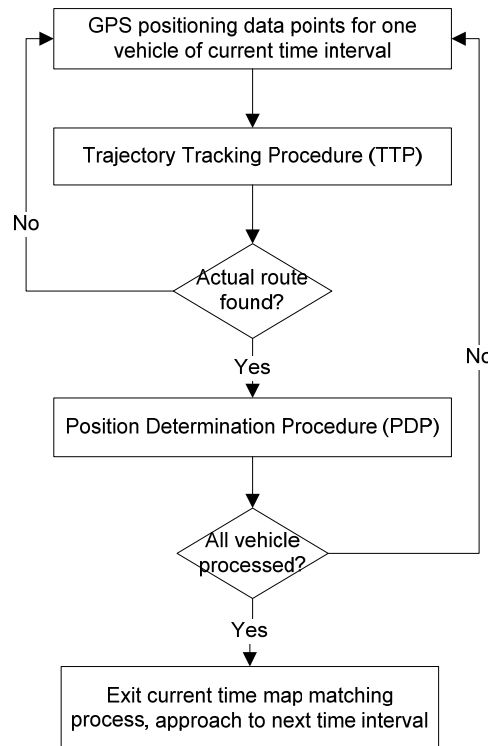 GPS positioning data points for one
vehicle of current time interval
Trajectory Tracking Procedure (TTP)
No
Actual route
found?
Yes
No
Position Determination Procedure (PDP)
All vehicle
processed?
Yes
Exit current time map matching
process, approach to next time interval